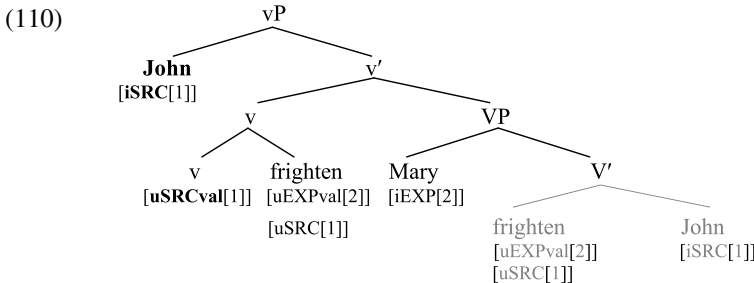 (110) vP
John v′
[iSRC[1]]
v VP
v frighten Mary V′
[uSRCval[1]] [uEXPval[2]] [iEXP[2]]
[uSRC[1]]
frighten John
[uEXPval[2]] [iSRC[1]]
[uSRC[1]]